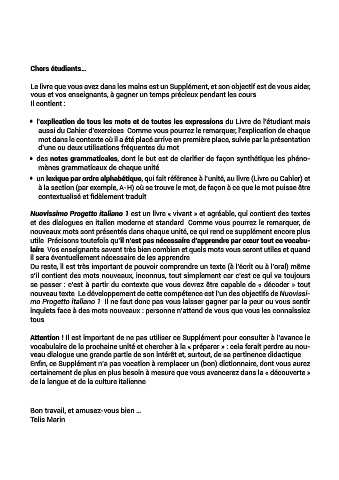 Chers étudiants…
Le livre que vous avez dans les mains est un Supplément, et son objectif est de vous aider,
vous et vos enseignants, à gagner un temps précieux pendant les cours
Il contient :
• l'explication de tous les mots et de toutes les expressions du Livre de l'étudiant mais
aussi du Cahier d'exercices Comme vous pourrez le remarquer, l'explication de chaque
mot dans le contexte où il a été placé arrive en première place, suivie par la présentation
d'une ou deux utilisations fréquentes du mot
• des notes grammaticales, dont le but est de clarifier de façon synthétique les phéno-
mènes grammaticaux de chaque unité
• un lexique par ordre alphabétique, qui fait référence à l'unité, au livre (Livre ou Cahier) et
à la section (par exemple, A-H) où se trouve le mot, de façon à ce que le mot puisse être
contextualisé et fidèlement traduit
Nuovissimo Progetto italiano 1 est un livre « vivant » et agréable, qui contient des textes
et des dialogues en italien moderne et standard Comme vous pourrez le remarquer, de
nouveaux mots sont présentés dans chaque unité, ce qui rend ce supplément encore plus
utile Précisons toutefois qu'il n'est pas nécessaire d'apprendre par cœur tout ce vocabu-
laire Vos enseignants savent très bien combien et quels mots vous seront utiles et quand
il sera éventuellement nécessaire de les apprendre
Du reste, il est très important de pouvoir comprendre un texte (à l'écrit ou à l'oral) même
s'il contient des mots nouveaux, inconnus, tout simplement car c'est ce qui va toujours
se passer : c'est à partir du contexte que vous devrez être capable de « décoder » tout
nouveau texte Le développement de cette compétence est l'un des objectifs de Nuovissi-
mo Progetto italiano 1 Il ne faut donc pas vous laisser gagner par la peur ou vous sentir
inquiets face à des mots nouveaux : personne n'attend de vous que vous les connaissiez
tous
Attention ! Il est important de ne pas utiliser ce Supplément pour consulter à l'avance le
vocabulaire de la prochaine unité et chercher à la « préparer » : cela ferait perdre au nou-
veau dialogue une grande partie de son intérêt et, surtout, de sa pertinence didactique
Enfin, ce Supplément n'a pas vocation à remplacer un (bon) dictionnaire, dont vous aurez
certainement de plus en plus besoin à mesure que vous avancerez dans la « découverte »
de la langue et de la culture italienne
Bon travail, et amusez-vous bien …
Telis Marin